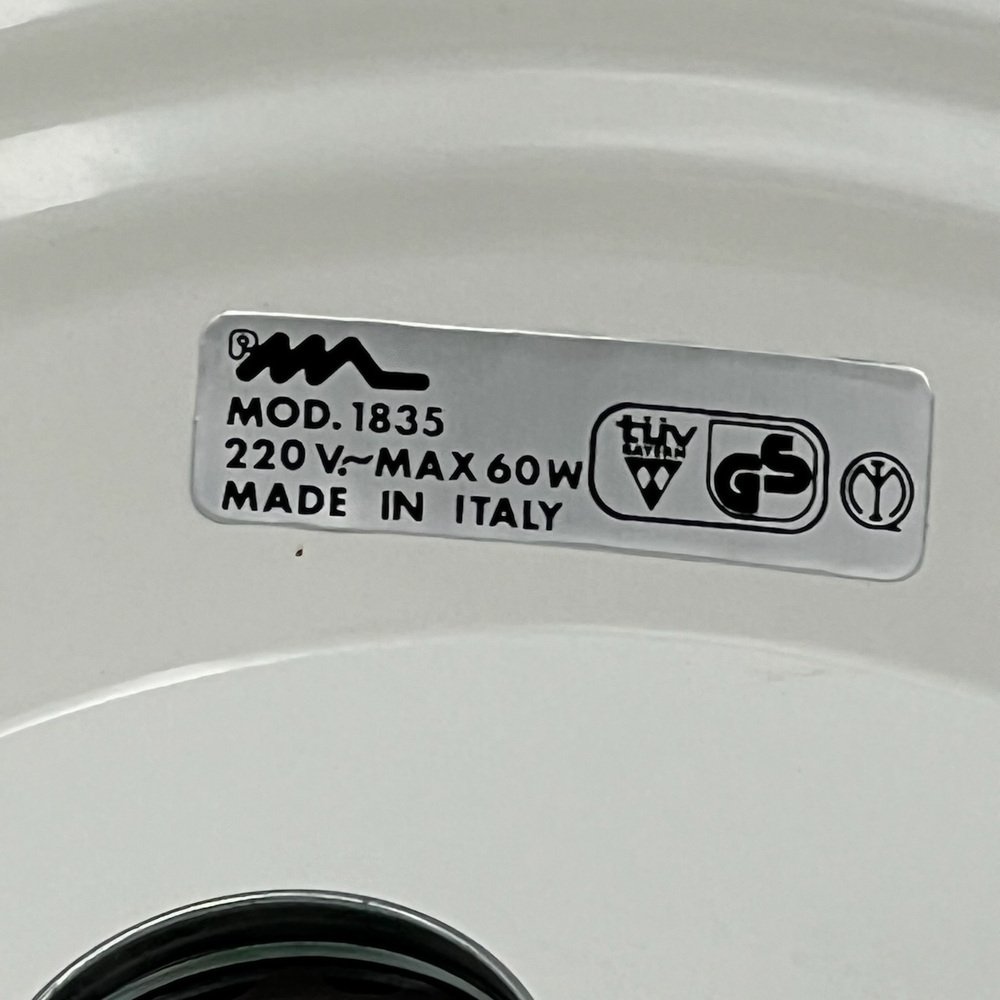 MOD. 1835
220 V.~MAX 60 W
MADE IN ITALY
TÜV
BAYERN
GS